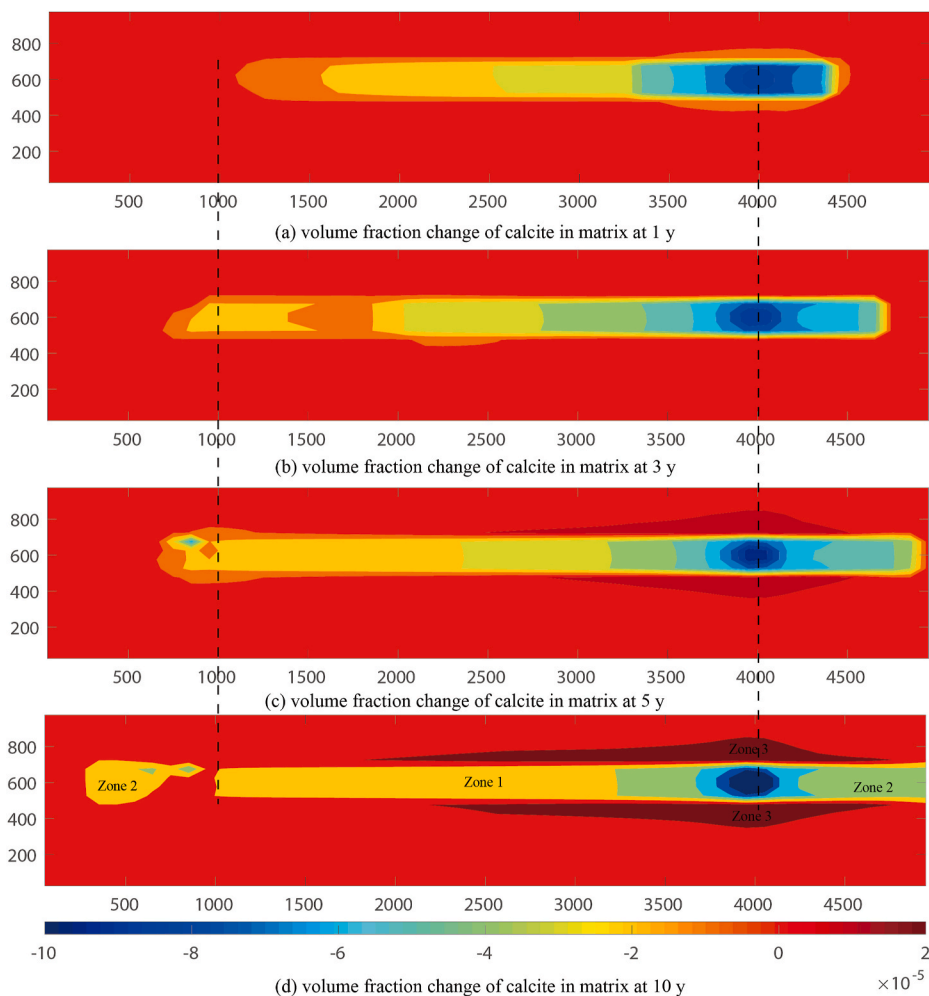 800
600
400
200
500 1000 1500 2000 2500 3000 3500 4000 4500
(a) volume fraction change of calcite in matrix at 1 y
800
600
400
200
500 1000 1500 2000 2500 3000 3500 4000 4500
(b) volume fraction change of calcite in matrix at 3 y
800
600
400
200
500 1000 1500 2000 2500 3000 3500 4000 4500
(c) volume fraction change of calcite in matrix at 5 y
800
Zone 3
600
Zone 2 Zone 1 Zone 2
400
Zone 3
200
500 1000 1500 2000 2500 3000 3500 4000 4500
-10 -8 -6 -4 -2 0 2
×10⁻⁵
(d) volume fraction change of calcite in matrix at 10 y